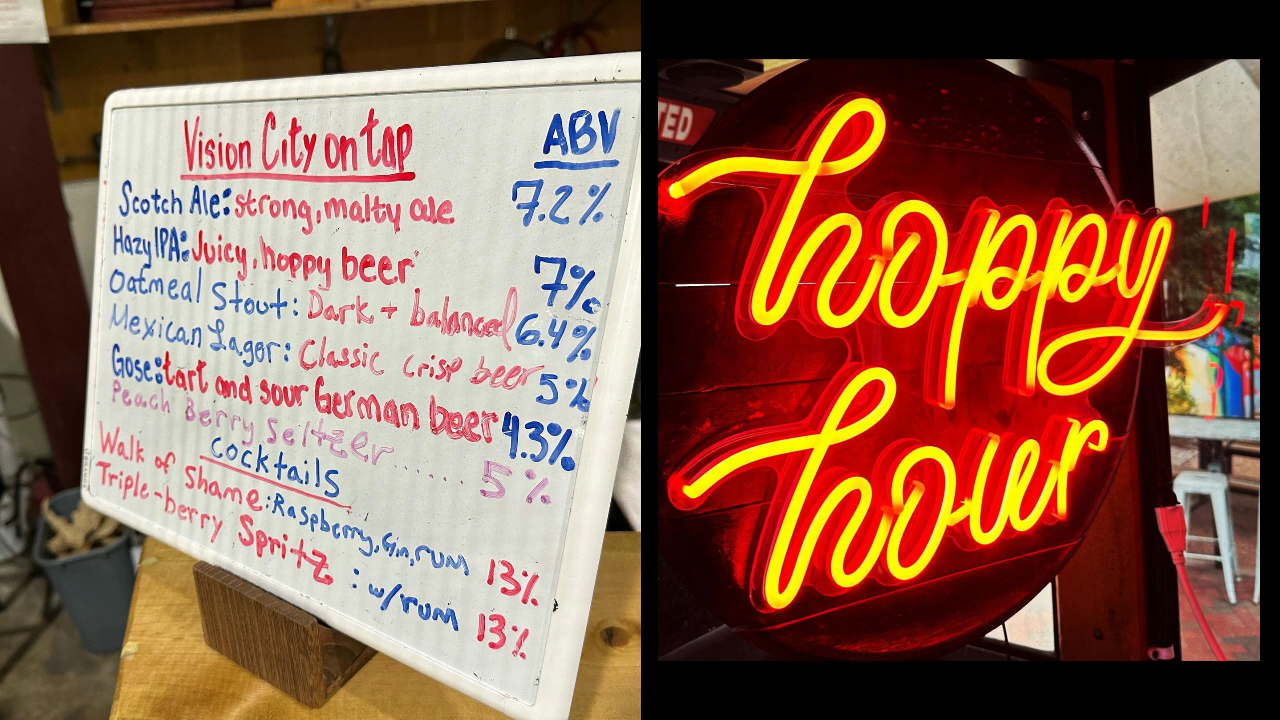 Vision City on tap ABV
Scotch Ale: strong, malty ale 7.2%
Hazy IPA: Juicy, hoppy beer 7%
Oatmeal Stout: Dark + balanced 6.4%
Mexican Lager: Classic crisp beer 5%
Gose: tart and sour German beer 4.3%
Peach Berry Seltzer ...... 5%
Cocktails
Walk of Shame: Raspberry, Gin, rum 13%
Triple-berry Spritz : w/rum 13%
TED
hoppy
hour